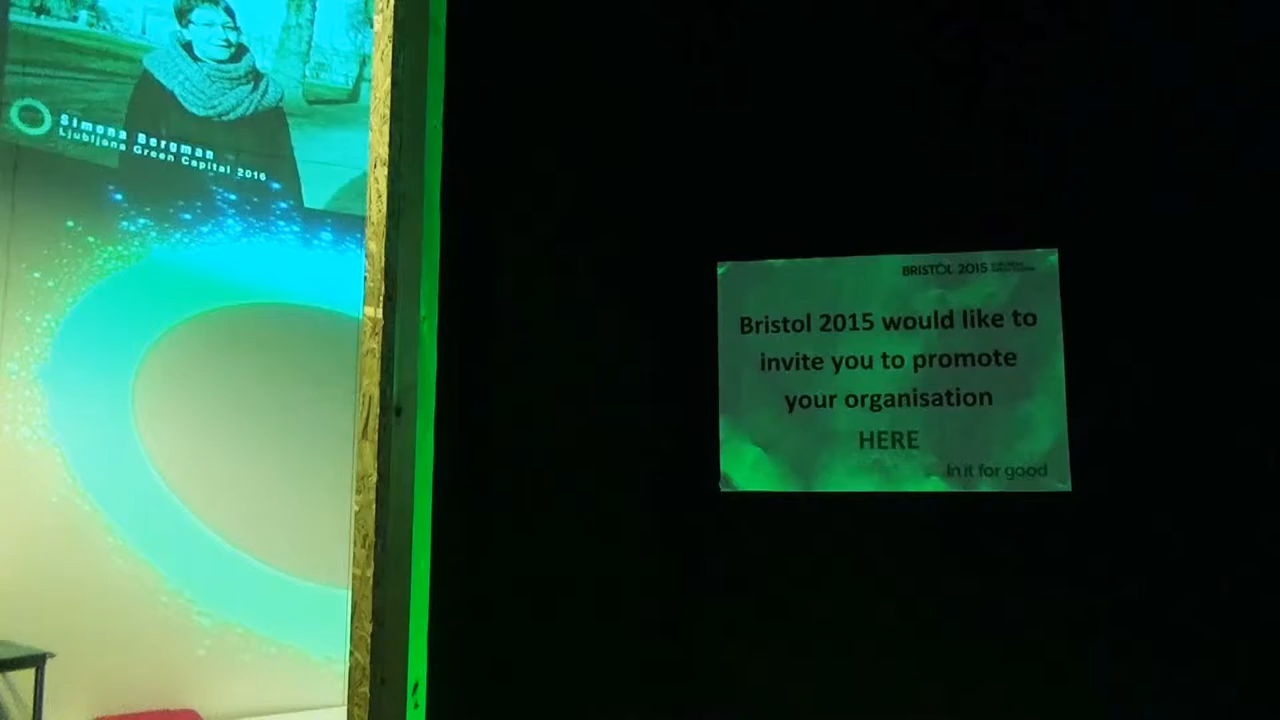 Simona Bergman
Ljubljana Green Capital 2016
BRISTOL 2015
Bristol 2015 would like to
invite you to promote
your organisation
HERE
In it for good